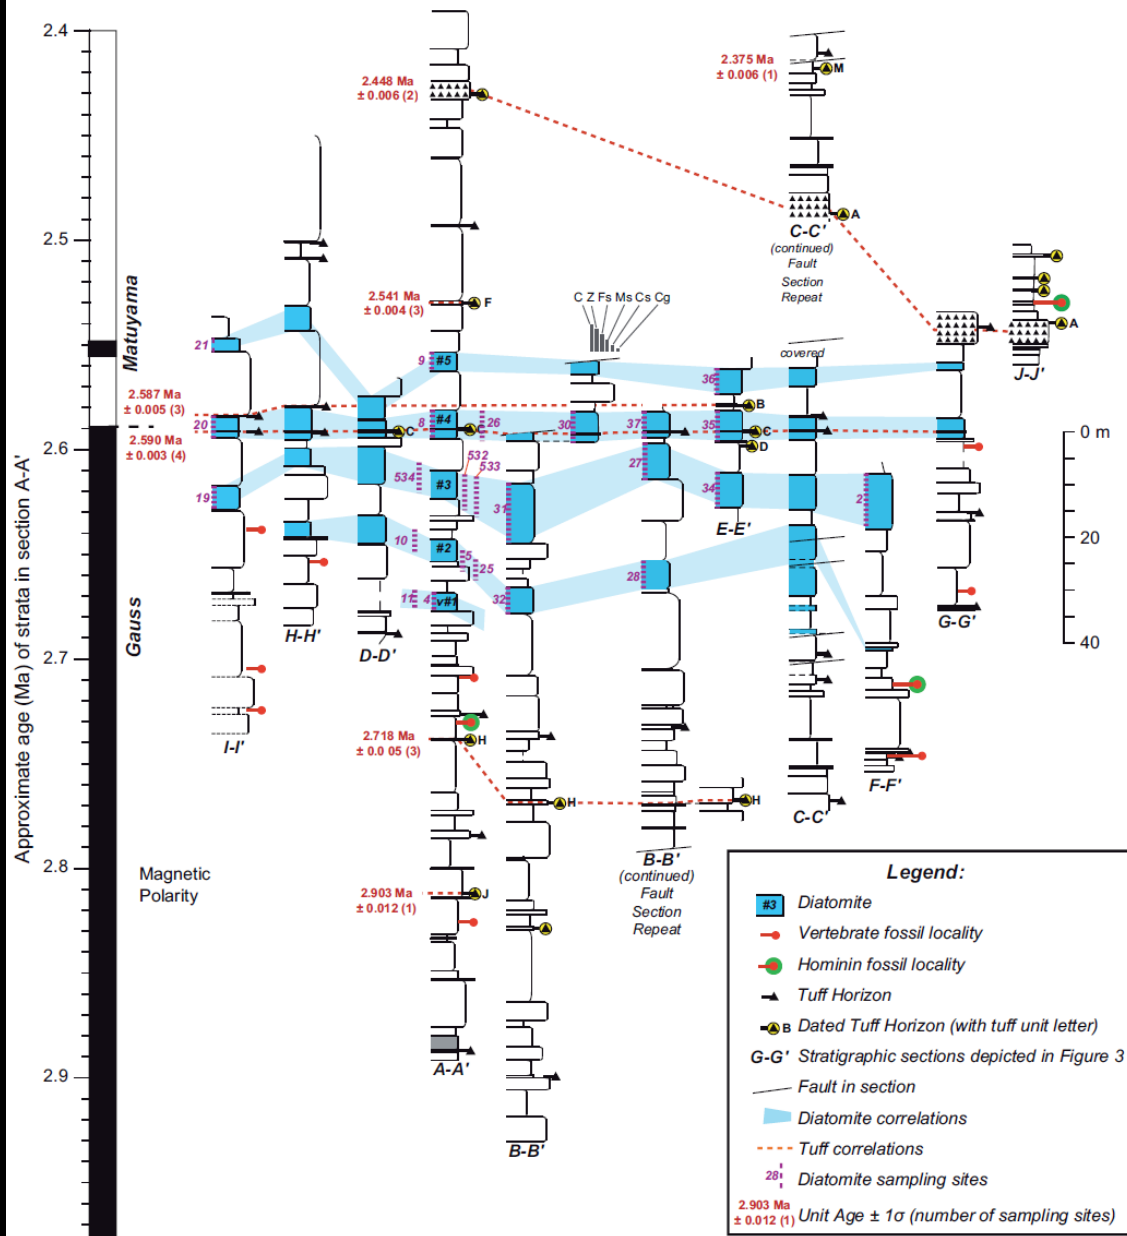 Approximate age (Ma) of strata in section A-A'
2.4
2.5
2.6
2.7
2.8
2.9
Matuyama
Gauss
Magnetic
Polarity
2.587 Ma
± 0.005 (3)
2.590 Ma
± 0.003 (4)
21
20
19
I-I'
H-H'
C
D-D'
2.448 Ma
± 0.006 (2)
2.541 Ma
± 0.004 (3)
F
9
#5
8
#4
C
26
532
533
534
#3
10
#2
5
25
11
4
v#1
2.718 Ma
± 0.0 05 (3)
H
2.903 Ma
± 0.012 (1)
J
A-A'
31
32
H
B-B'
C Z Fs Ms Cs Cg
30
37
27
28
H
B-B'
(continued)
Fault
Section
Repeat
36
B
35
C
D
34
E-E'
2.375 Ma
± 0.006 (1)
M
A
C-C'
(continued)
Fault
Section
Repeat
covered
C-C'
2
F-F'
G-G'
A
J-J'
0 m
20
40
Legend:
#3 Diatomite
Vertebrate fossil locality
Hominin fossil locality
Tuff Horizon
B Dated Tuff Horizon (with tuff unit letter)
G-G' Stratigraphic sections depicted in Figure 3
Fault in section
Diatomite correlations
Tuff correlations
28 Diatomite sampling sites
2.903 Ma
± 0.012 (1) Unit Age ± 1σ (number of sampling sites)